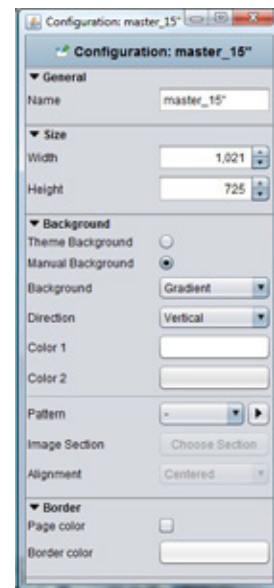 Configuration: master_15"
Configuration: master_15"
General
Name master_15"
Size
Width 1,021
Height 725
Background
Theme Background
Manual Background
Background Gradient
Direction Vertical
Color 1
Color 2
Pattern -
Image Section Choose Section
Alignment Centered
Border
Page color
Border color